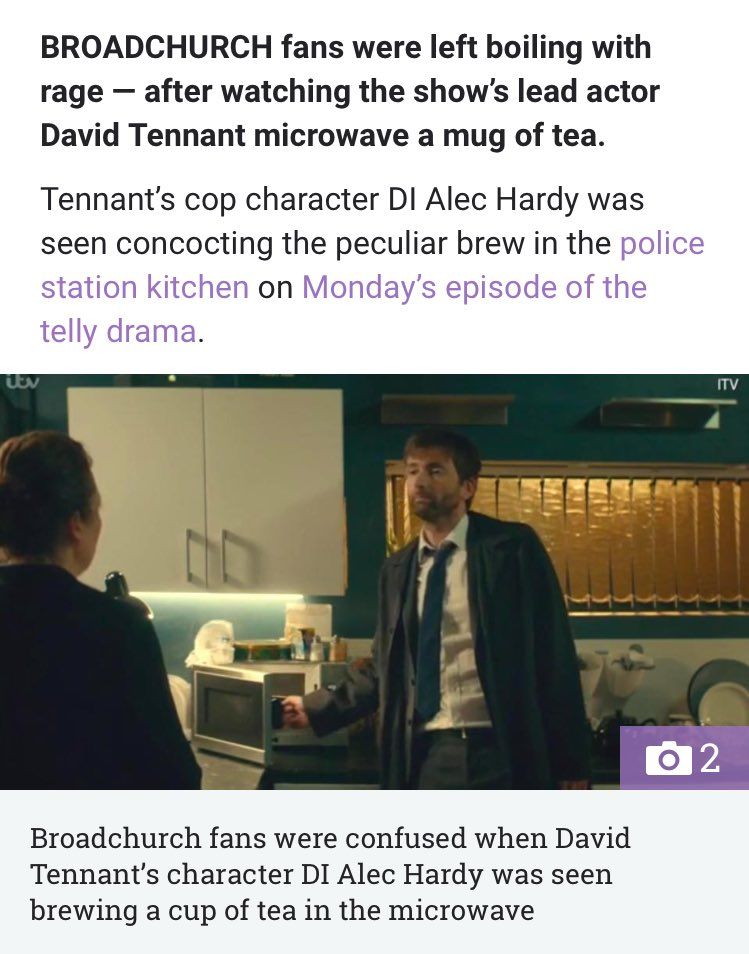 BROADCHURCH fans were left boiling with
rage — after watching the show’s lead actor
David Tennant microwave a mug of tea.
Tennant’s cop character DI Alec Hardy was
seen concocting the peculiar brew in the police
station kitchen on Monday’s episode of the
telly drama.
itv
ITV
2
Broadchurch fans were confused when David
Tennant’s character DI Alec Hardy was seen
brewing a cup of tea in the microwave